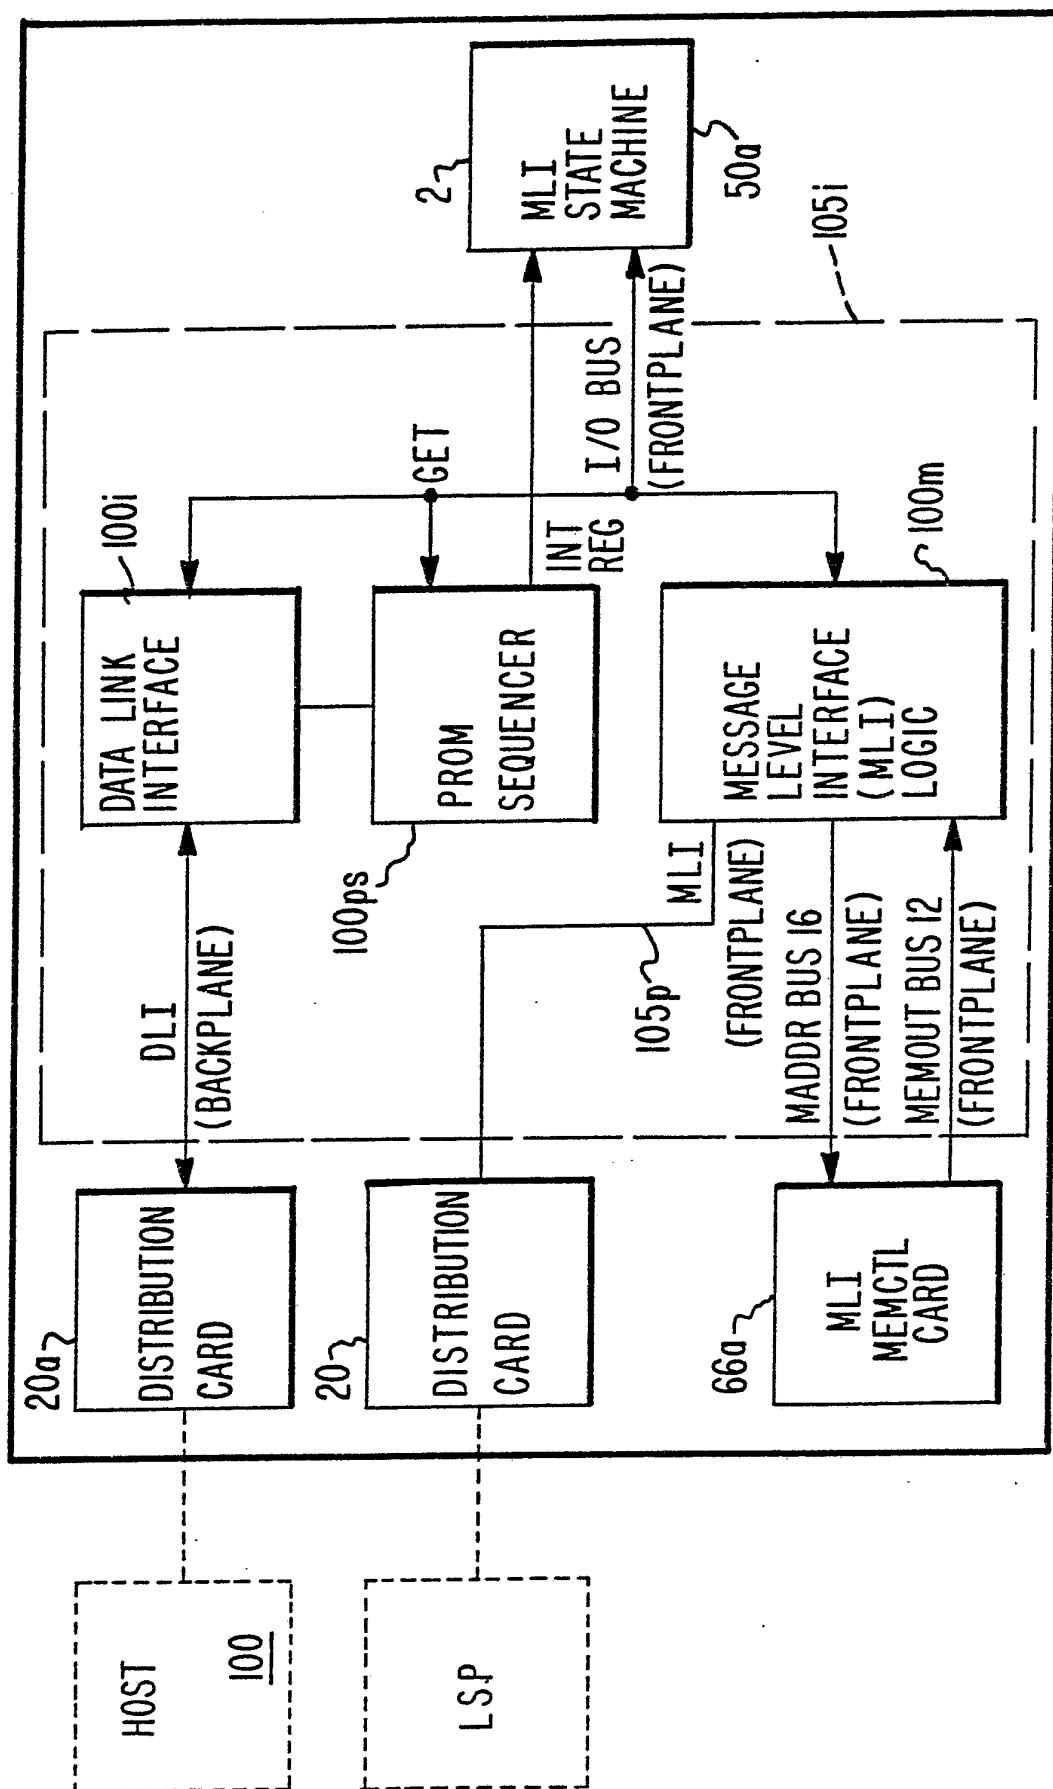 HOST
100
L.S.P
20a
DISTRIBUTION
CARD
20
DISTRIBUTION
CARD
66a
MLI
MEMCTL
CARD
DLI
(BACKPLANE)
105p
MLI
(FRONTPLANE)
MADDR BUS 16
(FRONTPLANE)
MEMOUT BUS 12
(FRONTPLANE)
100i
DATA LINK
INTERFACE
100ps
PROM
SEQUENCER
MESSAGE
LEVEL
INTERFACE
(MLI)
LOGIC
100m
GET
INT
REG
I/O BUS
(FRONTPLANE)
105i
2
MLI
STATE
MACHINE
50a